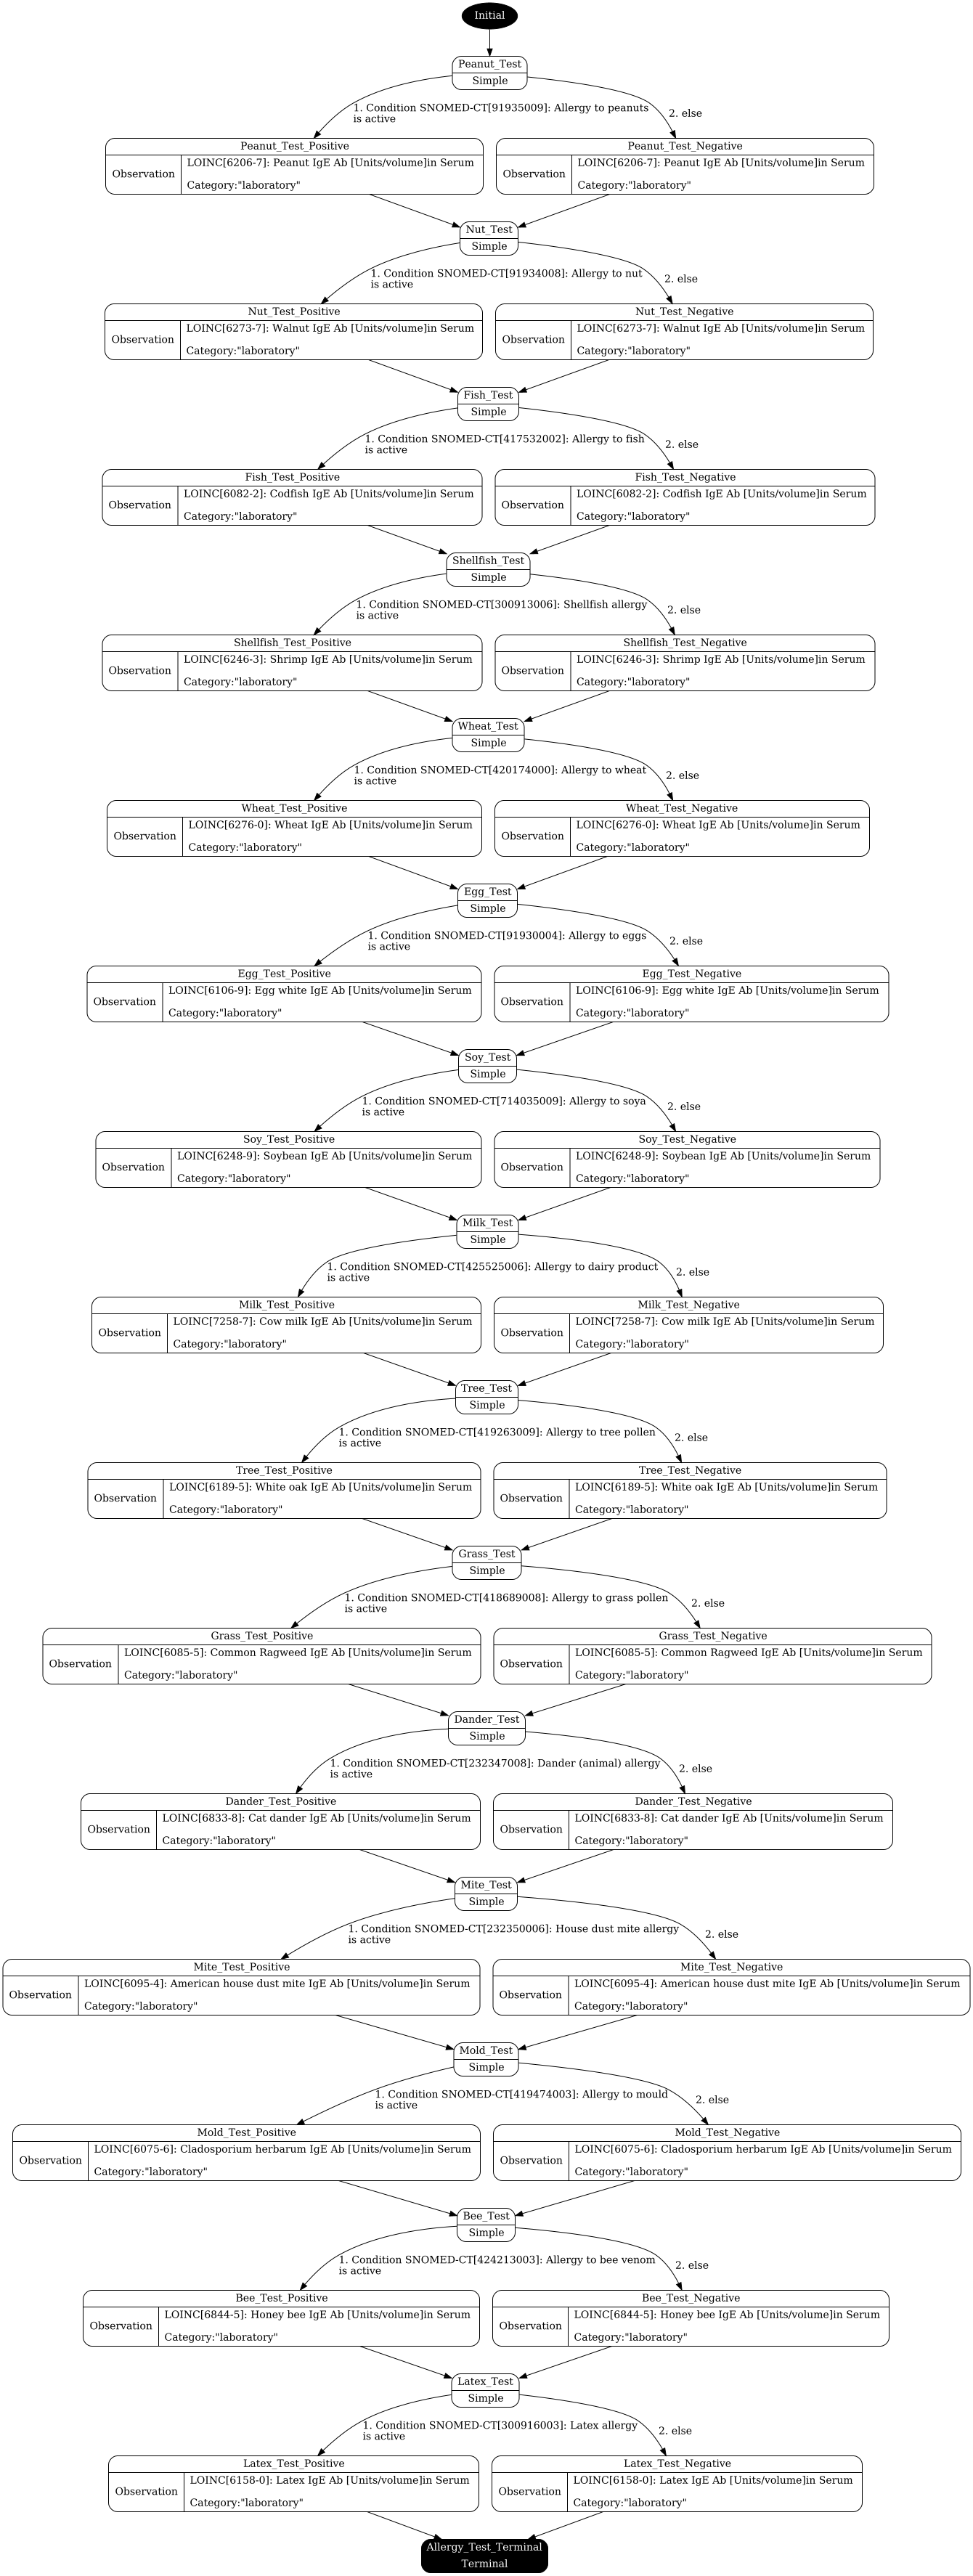 Initial
Peanut_Test
Simple
1. Condition SNOMED-CT[91935009]: Allergy to peanuts
is active
2. else
Peanut_Test_Positive
Observation
LOINC[6206-7]: Peanut IgE Ab [Units/volume]in Serum
Category:"laboratory"
Peanut_Test_Negative
Observation
LOINC[6206-7]: Peanut IgE Ab [Units/volume]in Serum
Category:"laboratory"
Nut_Test
Simple
1. Condition SNOMED-CT[91934008]: Allergy to nut
is active
2. else
Nut_Test_Positive
Observation
LOINC[6273-7]: Walnut IgE Ab [Units/volume]in Serum
Category:"laboratory"
Nut_Test_Negative
Observation
LOINC[6273-7]: Walnut IgE Ab [Units/volume]in Serum
Category:"laboratory"
Fish_Test
Simple
1. Condition SNOMED-CT[417532002]: Allergy to fish
is active
2. else
Fish_Test_Positive
Observation
LOINC[6082-2]: Codfish IgE Ab [Units/volume]in Serum
Category:"laboratory"
Fish_Test_Negative
Observation
LOINC[6082-2]: Codfish IgE Ab [Units/volume]in Serum
Category:"laboratory"
Shellfish_Test
Simple
1. Condition SNOMED-CT[300913006]: Shellfish allergy
is active
2. else
Shellfish_Test_Positive
Observation
LOINC[6246-3]: Shrimp IgE Ab [Units/volume]in Serum
Category:"laboratory"
Shellfish_Test_Negative
Observation
LOINC[6246-3]: Shrimp IgE Ab [Units/volume]in Serum
Category:"laboratory"
Wheat_Test
Simple
1. Condition SNOMED-CT[420174000]: Allergy to wheat
is active
2. else
Wheat_Test_Positive
Observation
LOINC[6276-0]: Wheat IgE Ab [Units/volume]in Serum
Category:"laboratory"
Wheat_Test_Negative
Observation
LOINC[6276-0]: Wheat IgE Ab [Units/volume]in Serum
Category:"laboratory"
Egg_Test
Simple
1. Condition SNOMED-CT[91930004]: Allergy to eggs
is active
2. else
Egg_Test_Positive
Observation
LOINC[6106-9]: Egg white IgE Ab [Units/volume]in Serum
Category:"laboratory"
Egg_Test_Negative
Observation
LOINC[6106-9]: Egg white IgE Ab [Units/volume]in Serum
Category:"laboratory"
Soy_Test
Simple
1. Condition SNOMED-CT[714035009]: Allergy to soya
is active
2. else
Soy_Test_Positive
Observation
LOINC[6248-9]: Soybean IgE Ab [Units/volume]in Serum
Category:"laboratory"
Soy_Test_Negative
Observation
LOINC[6248-9]: Soybean IgE Ab [Units/volume]in Serum
Category:"laboratory"
Milk_Test
Simple
1. Condition SNOMED-CT[425525006]: Allergy to dairy product
is active
2. else
Milk_Test_Positive
Observation
LOINC[7258-7]: Cow milk IgE Ab [Units/volume]in Serum
Category:"laboratory"
Milk_Test_Negative
Observation
LOINC[7258-7]: Cow milk IgE Ab [Units/volume]in Serum
Category:"laboratory"
Tree_Test
Simple
1. Condition SNOMED-CT[419263009]: Allergy to tree pollen
is active
2. else
Tree_Test_Positive
Observation
LOINC[6189-5]: White oak IgE Ab [Units/volume]in Serum
Category:"laboratory"
Tree_Test_Negative
Observation
LOINC[6189-5]: White oak IgE Ab [Units/volume]in Serum
Category:"laboratory"
Grass_Test
Simple
1. Condition SNOMED-CT[418689008]: Allergy to grass pollen
is active
2. else
Grass_Test_Positive
Observation
LOINC[6085-5]: Common Ragweed IgE Ab [Units/volume]in Serum
Category:"laboratory"
Grass_Test_Negative
Observation
LOINC[6085-5]: Common Ragweed IgE Ab [Units/volume]in Serum
Category:"laboratory"
Dander_Test
Simple
1. Condition SNOMED-CT[232347008]: Dander (animal) allergy
is active
2. else
Dander_Test_Positive
Observation
LOINC[6833-8]: Cat dander IgE Ab [Units/volume]in Serum
Category:"laboratory"
Dander_Test_Negative
Observation
LOINC[6833-8]: Cat dander IgE Ab [Units/volume]in Serum
Category:"laboratory"
Mite_Test
Simple
1. Condition SNOMED-CT[232350006]: House dust mite allergy
is active
2. else
Mite_Test_Positive
Observation
LOINC[6095-4]: American house dust mite IgE Ab [Units/volume]in Serum
Category:"laboratory"
Mite_Test_Negative
Observation
LOINC[6095-4]: American house dust mite IgE Ab [Units/volume]in Serum
Category:"laboratory"
Mold_Test
Simple
1. Condition SNOMED-CT[419474003]: Allergy to mould
is active
2. else
Mold_Test_Positive
Observation
LOINC[6075-6]: Cladosporium herbarum IgE Ab [Units/volume]in Serum
Category:"laboratory"
Mold_Test_Negative
Observation
LOINC[6075-6]: Cladosporium herbarum IgE Ab [Units/volume]in Serum
Category:"laboratory"
Bee_Test
Simple
1. Condition SNOMED-CT[424213003]: Allergy to bee venom
is active
2. else
Bee_Test_Positive
Observation
LOINC[6844-5]: Honey bee IgE Ab [Units/volume]in Serum
Category:"laboratory"
Bee_Test_Negative
Observation
LOINC[6844-5]: Honey bee IgE Ab [Units/volume]in Serum
Category:"laboratory"
Latex_Test
Simple
1. Condition SNOMED-CT[300916003]: Latex allergy
is active
2. else
Latex_Test_Positive
Observation
LOINC[6158-0]: Latex IgE Ab [Units/volume]in Serum
Category:"laboratory"
Latex_Test_Negative
Observation
LOINC[6158-0]: Latex IgE Ab [Units/volume]in Serum
Category:"laboratory"
Allergy_Test_Terminal
Terminal